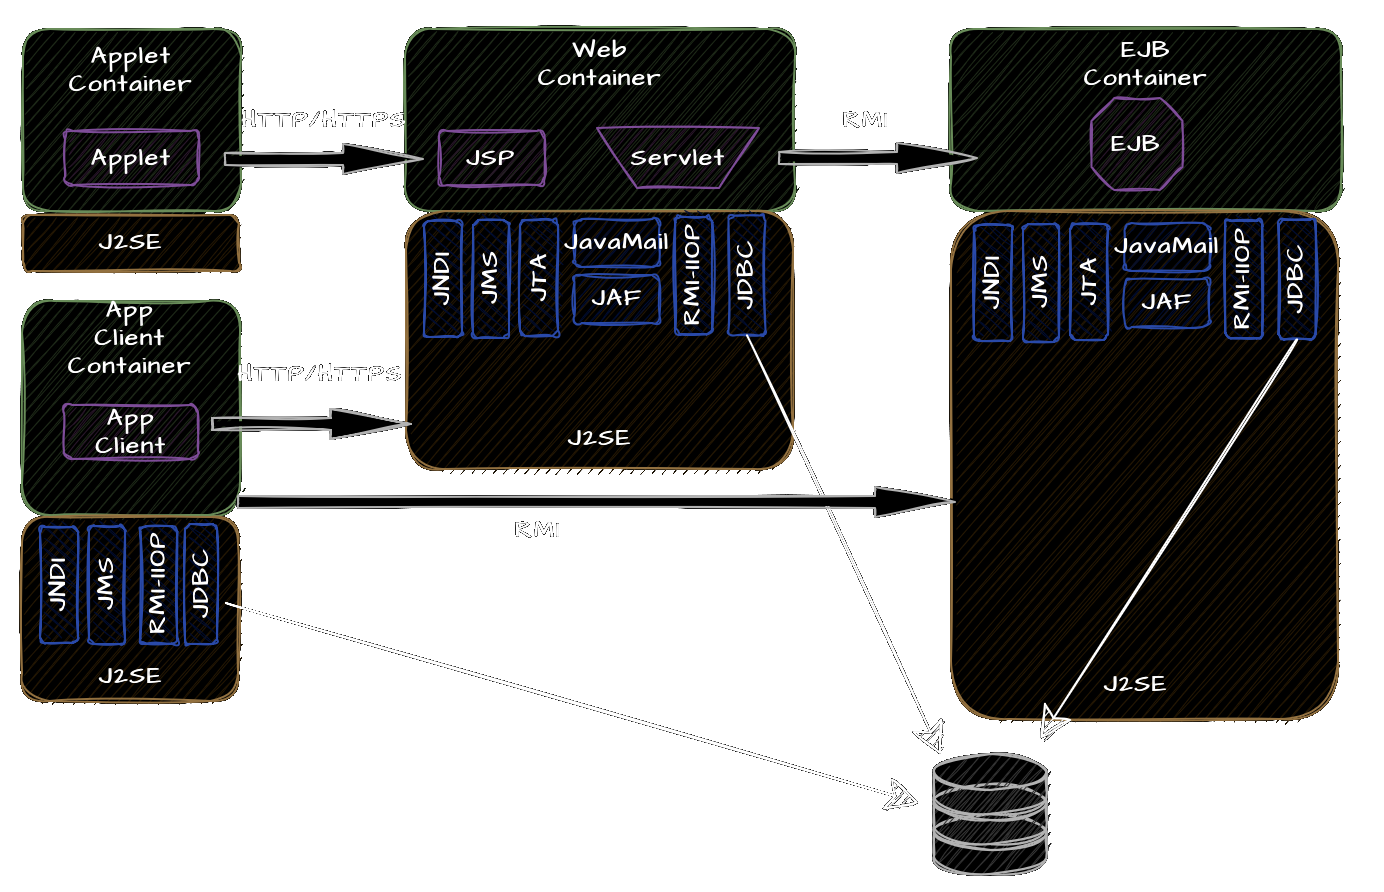 Applet
Container
Applet
J2SE
HTTP/HTTPS
Web
Container
JSP
Servlet
JNDI
JMS
JTA
JavaMail
JAF
RMI-IIOP
JDBC
J2SE
RMI
EJB
Container
EJB
JNDI
JMS
JTA
JavaMail
JAF
RMI-IIOP
JDBC
J2SE
App
Client
Container
App
Client
HTTP/HTTPS
RMI
JNDI
JMS
RMI-IIOP
JDBC
J2SE